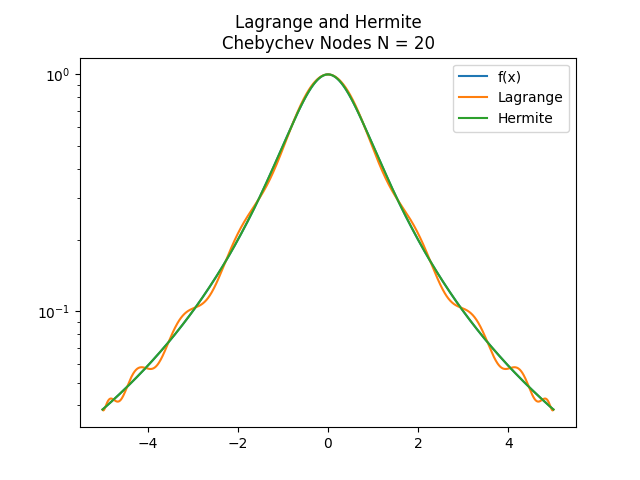 Lagrange and Hermite
Chebychev Nodes N = 20
f(x)
Lagrange
Hermite
10⁰
10⁻¹
−4
−2
0
2
4